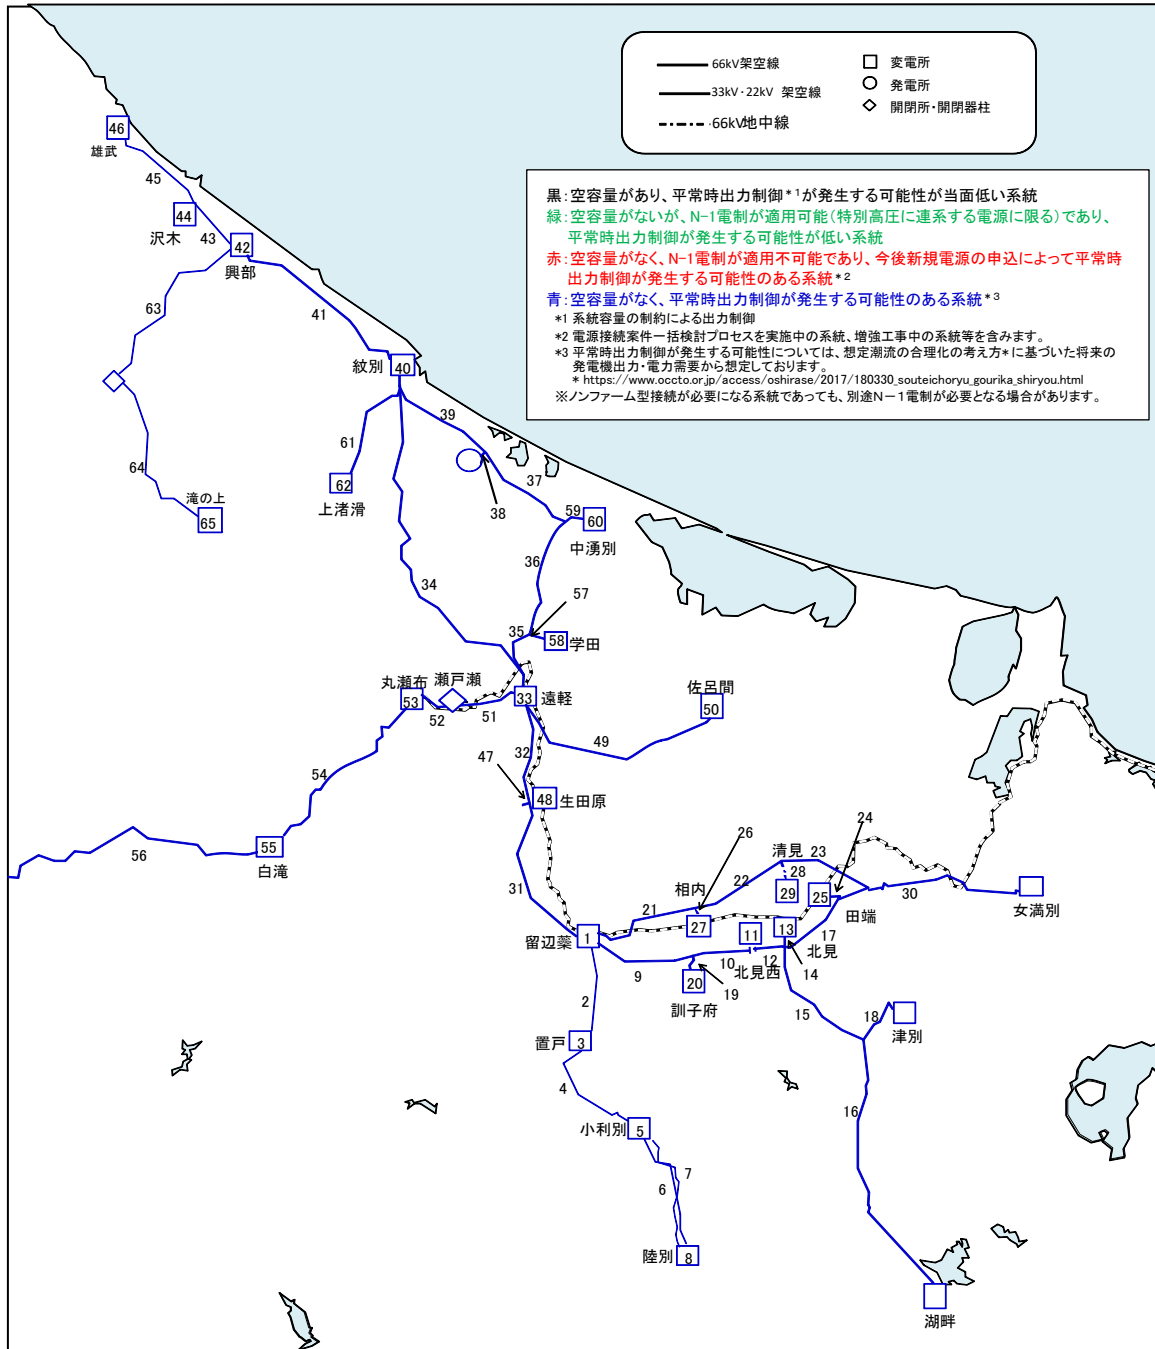 66kV架空線
33kV・22kV 架空線
66kV地中線
変電所
発電所
開閉所・開閉器柱
黒：空容量があり、平常時出力制御*1が発生する可能性が当面低い系統
緑：空容量がないが、N-1電制が適用可能（特別高圧に連系する電源に限る）であり、
平常時出力制御が発生する可能性が低い系統
赤：空容量がなく、N-1電制が適用不可能であり、今後新規電源の申込によって平常時
出力制御が発生する可能性のある系統*2
青：空容量がなく、平常時出力制御が発生する可能性のある系統*3
*1 系統容量の制約による出力制御
*2 電源接続案件一括検討プロセスを実施中の系統、増強工事中の系統等を含みます。
*3 平常時出力制御が発生する可能性については、想定潮流の合理化の考え方*に基づいた将来の
発電機出力・電力需要から想定しております。
* https://www.occto.or.jp/access/oshirase/2017/180330_souteichoryu_gourika_shiryou.html
※ノンファーム型接続が必要になる系統であっても、別途N－1電制が必要となる場合があります。
46
雄武
45
44
沢木
43
42
興部
63
41
紋別
40
39
61
62
上渚滑
38
37
64
滝の上
65
59
60
中湧別
36
34
57
35
58
学田
丸瀬布
瀬戸瀬
53
52
51
33
遠軽
佐呂間
50
49
32
47
48
生田原
54
55
白滝
56
31
26
24
清見
23
28
22
29
相内
25
田端
30
女満別
21
27
留辺蘂
1
11
13
北見
17
10
北見西
12
14
9
20
19
訓子府
2
15
18
津別
置戸
3
4
16
小利別
5
7
6
陸別
8
湖畔